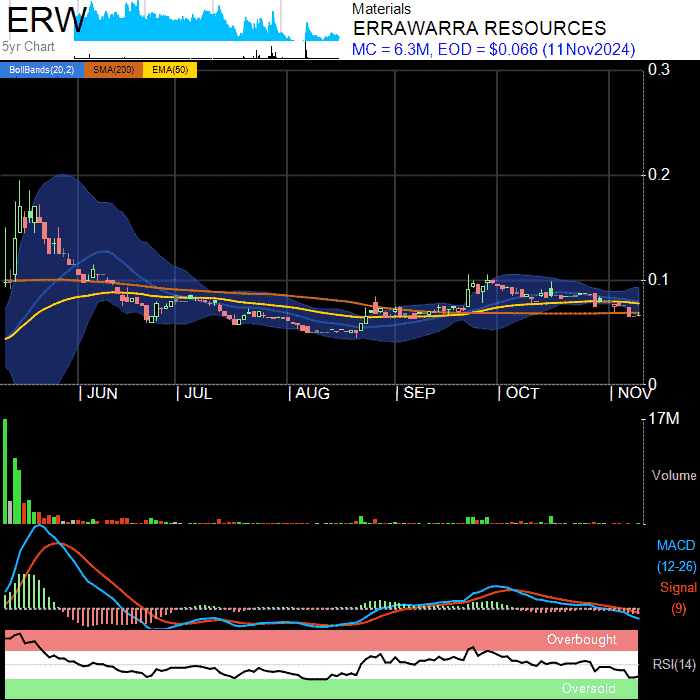 ERW
5yr Chart
Materials
ERRAWARRA RESOURCES
MC = 6.3M, EOD = $0.066 (11Nov2024)
BollBands(20,2) SMA(200) EMA(50)
0.3
0.2
0.1
0
JUN JUL AUG SEP OCT NOV
17M
Volume
MACD
(12-26)
Signal
(9)
Overbought
RSI(14)
Oversold